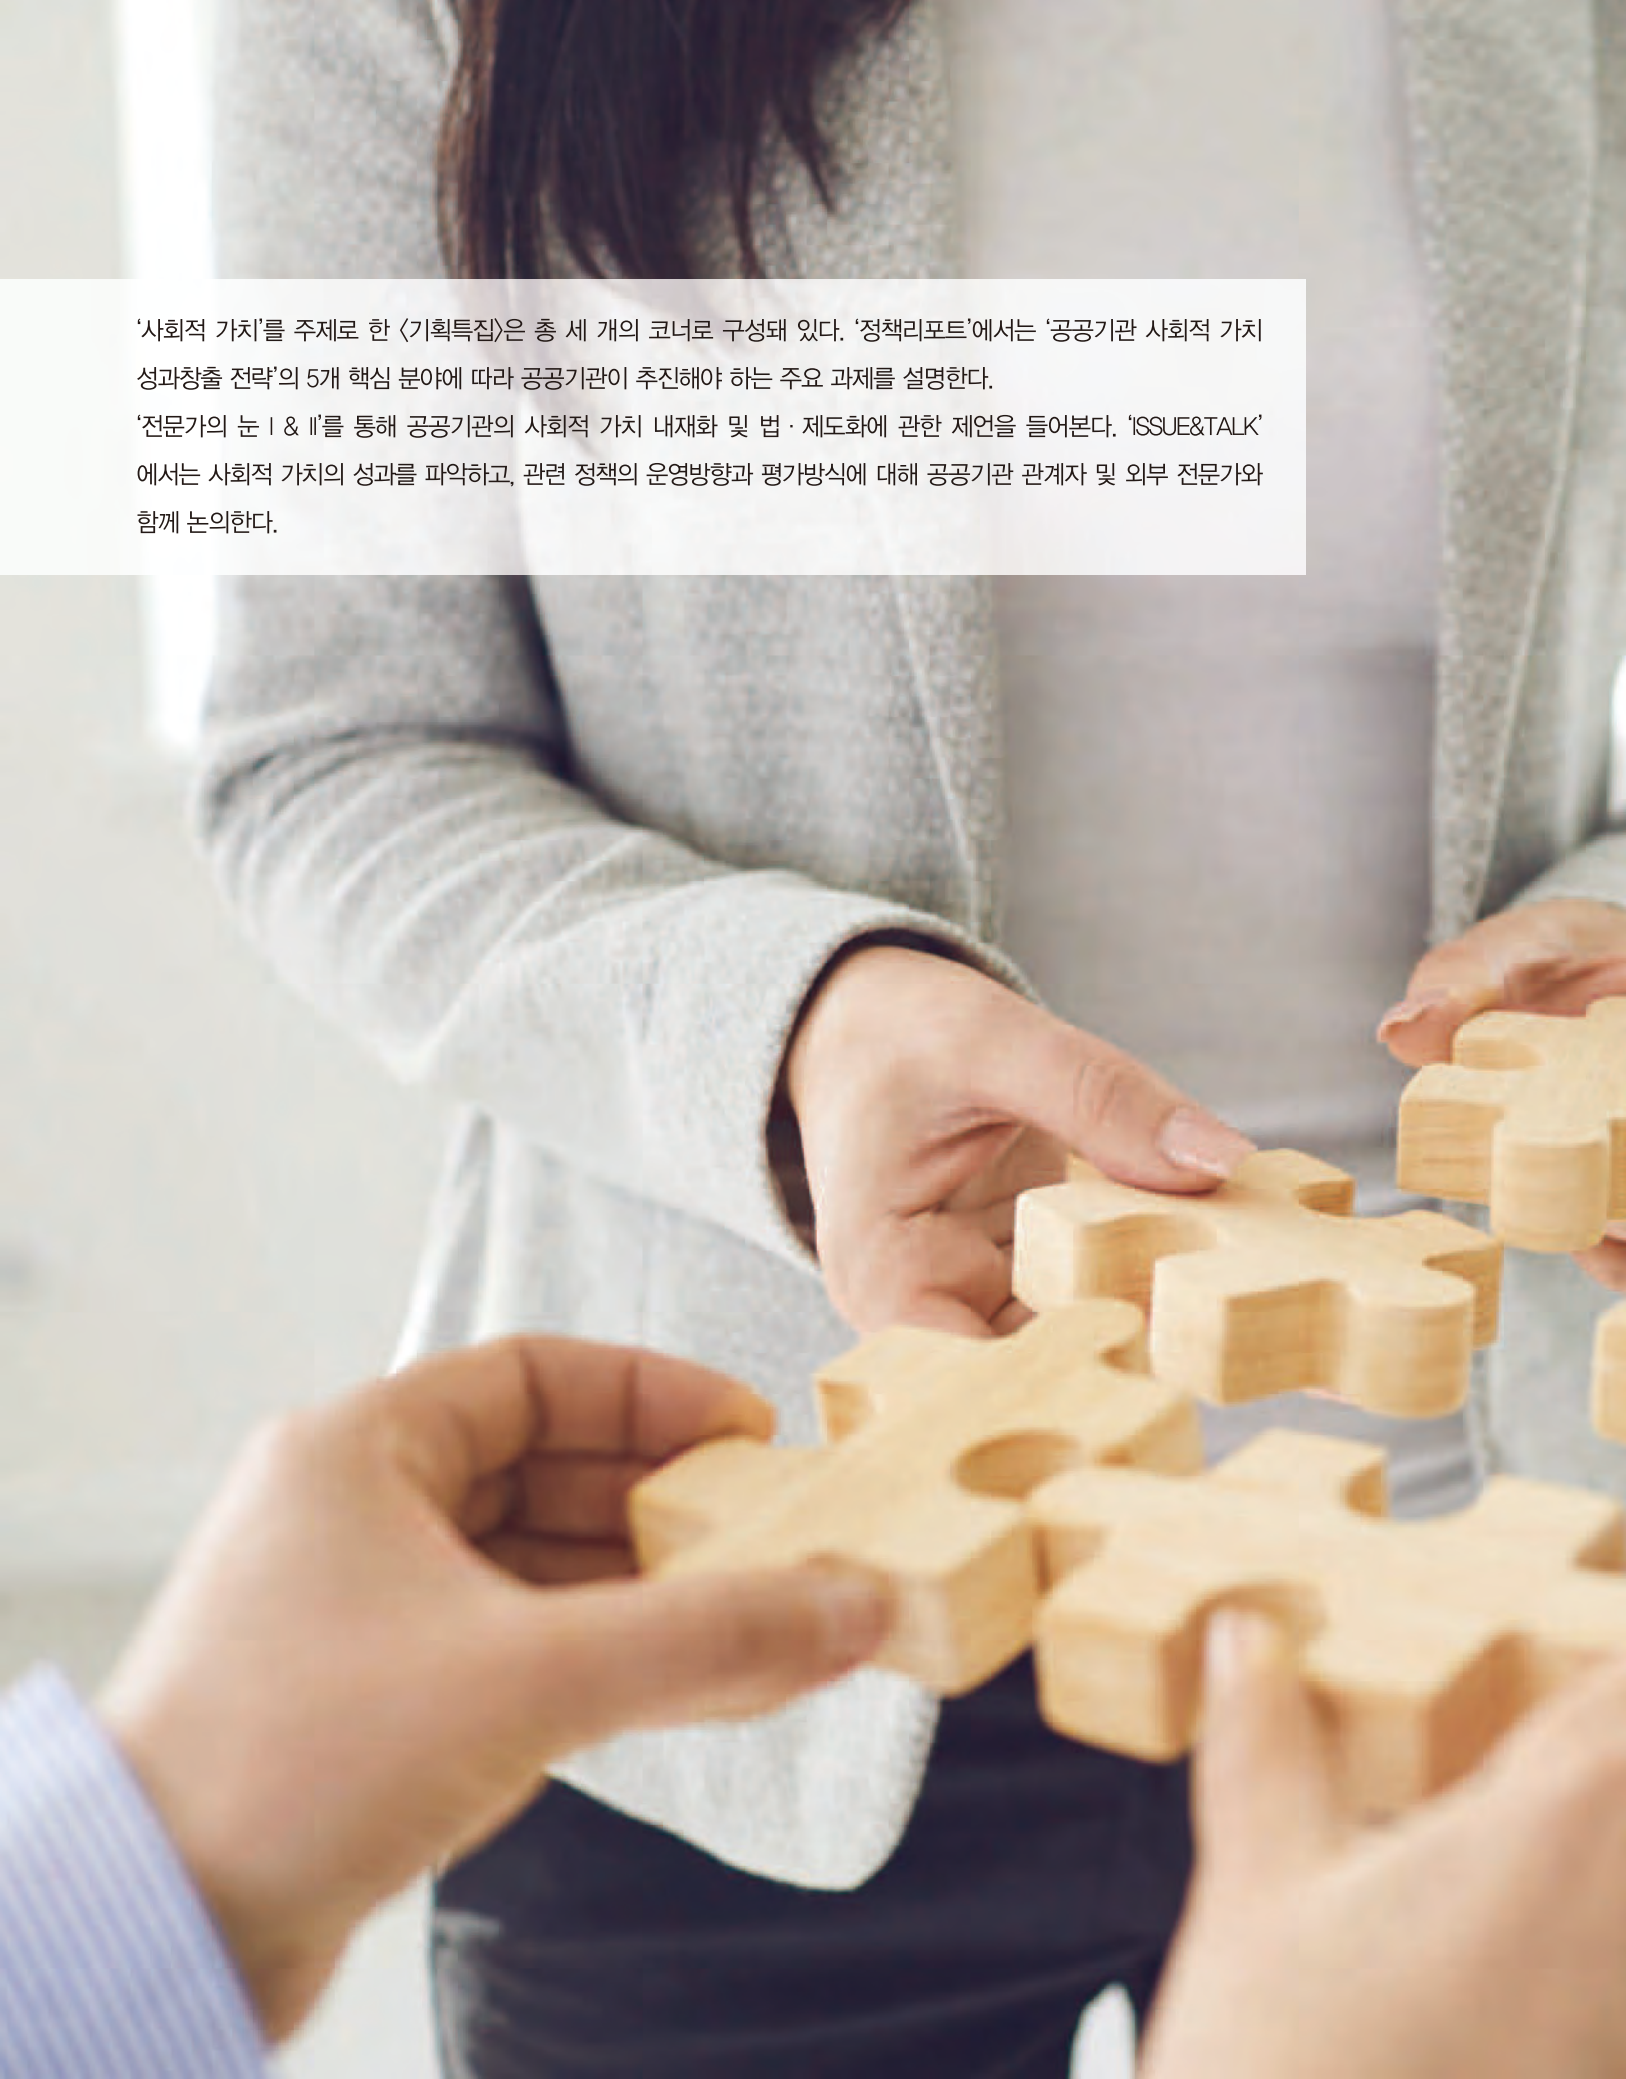 ‘사회적 가치’를 주제로 한 〈기획특집〉은 총 세 개의 코너로 구성돼 있다. ‘정책리포트’에서는 ‘공공기관 사회적 가치
성과창출 전략’의 5개 핵심 분야에 따라 공공기관이 추진해야 하는 주요 과제를 설명한다.
‘전문가의 눈 Ⅰ & Ⅱ’를 통해 공공기관의 사회적 가치 내재화 및 법·제도화에 관한 제언을 들어본다. ‘ISSUE&TALK’
에서는 사회적 가치의 성과를 파악하고, 관련 정책의 운영방향과 평가방식에 대해 공공기관 관계자 및 외부 전문가와
함께 논의한다.